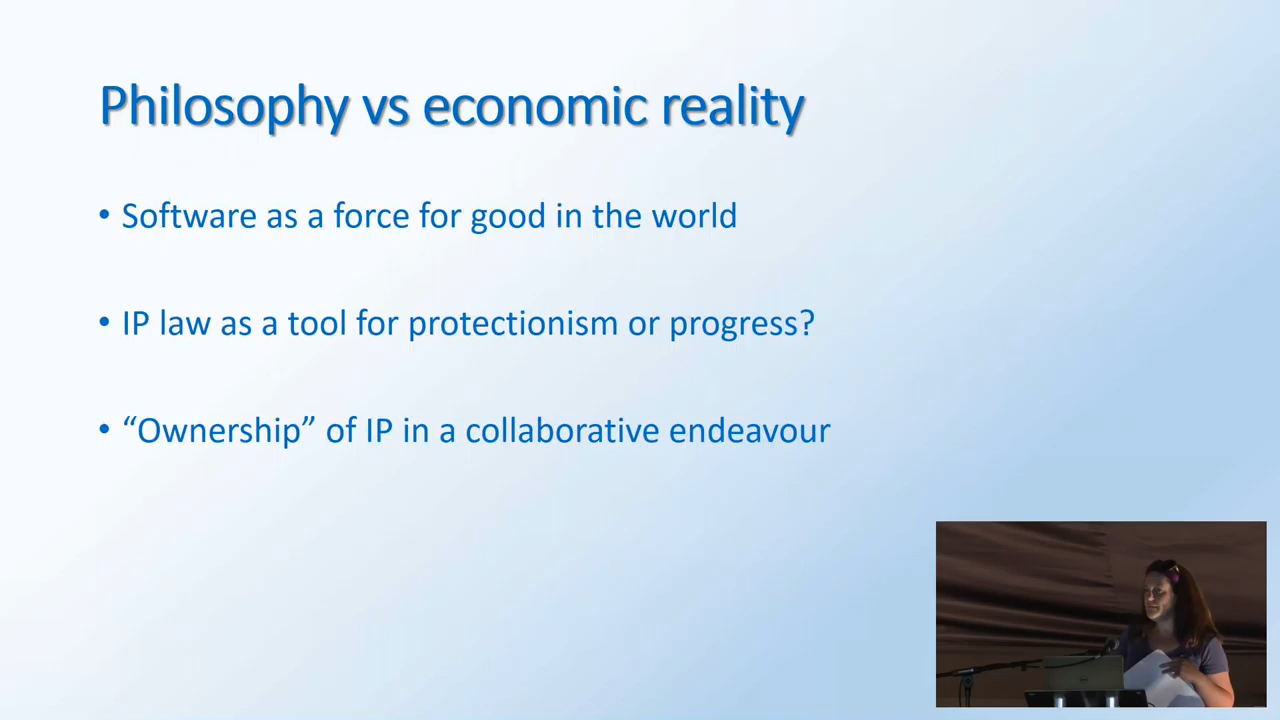 Philosophy vs economic reality
• Software as a force for good in the world
• IP law as a tool for protectionism or progress?
• “Ownership” of IP in a collaborative endeavour